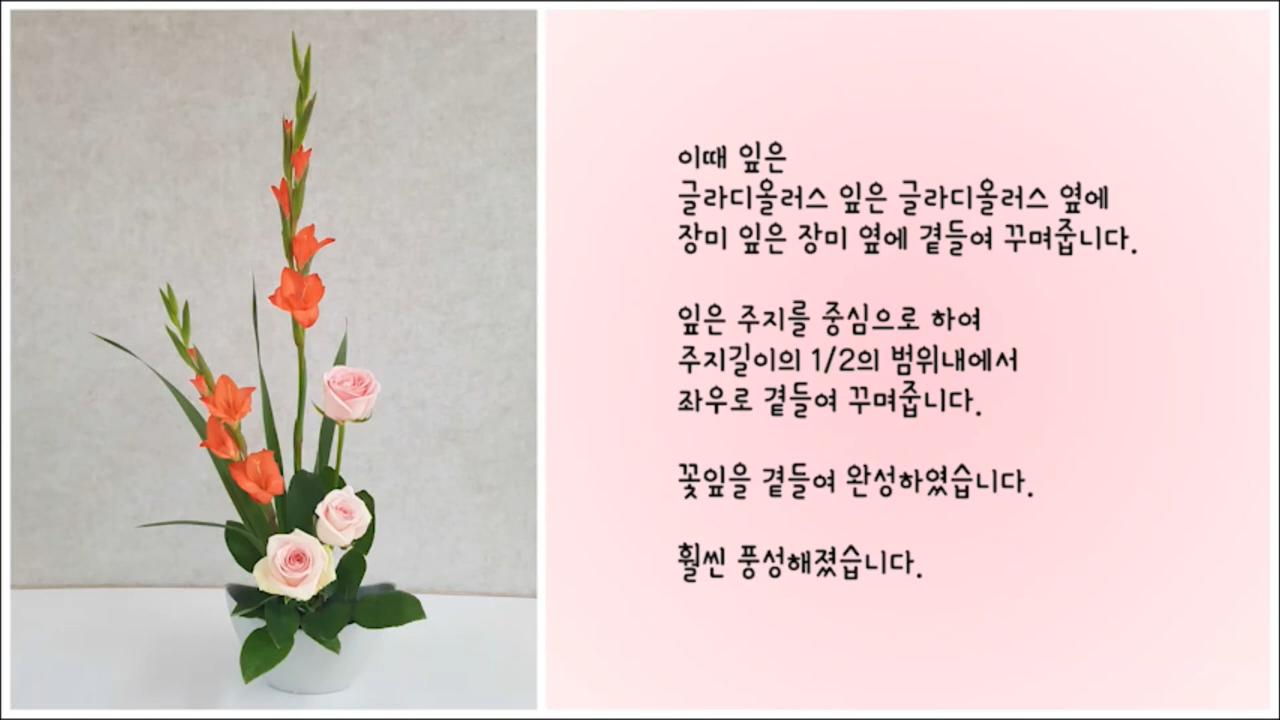 이때 잎은
글라디올러스 잎은 글라디올러스 옆에
장미 잎은 장미 옆에 곁들여 꾸며줍니다.
잎은 주지를 중심으로 하여
주지길이의 1/2의 범위내에서
좌우로 곁들여 꾸며줍니다.
꽃잎을 곁들여 완성하였습니다.
훨씬 풍성해졌습니다.